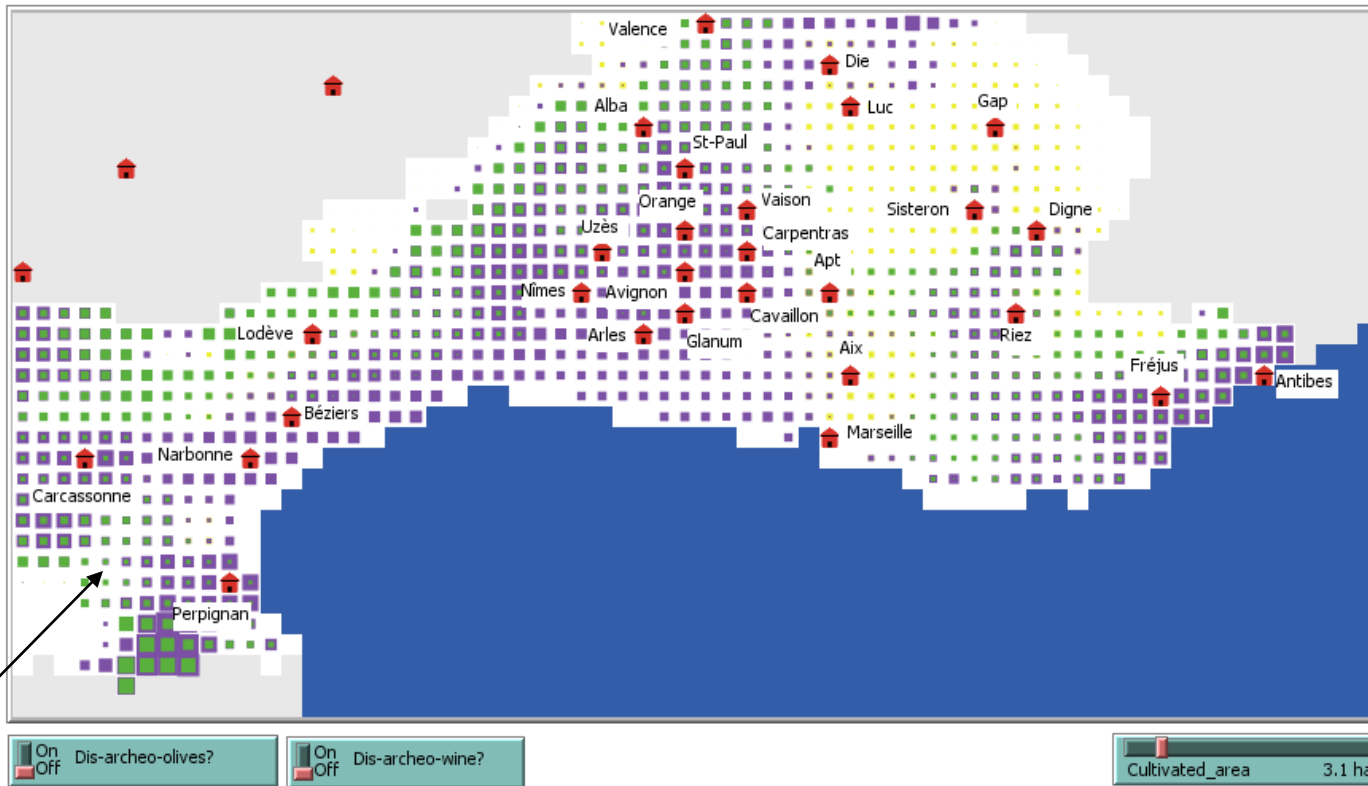 Valence
Die
Alba
Luc
Gap
St-Paul
Orange
Vaison
Sisteron
Digne
Uzès
Carpentras
Apt
Nîmes
Avignon
Cavaillon
Lodève
Arles
Glanum
Riez
Aix
Fréjus
Antibes
Béziers
Marseille
Narbonne
Carcassonne
Perpignan
On
Off
Dis-archeo-olives?
On
Off
Dis-archeo-wine?
Cultivated_area 3.1 ha